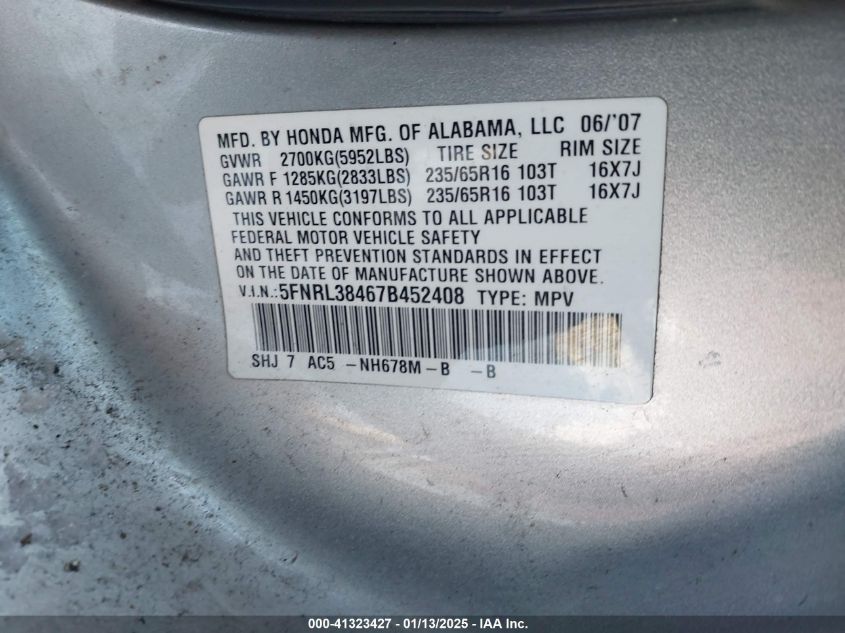 MFD. BY HONDA MFG. OF ALABAMA, LLC 06/'07
GVWR 2700KG(5952LBS) TIRE SIZE RIM SIZE
GAWR F 1285KG(2833LBS) 235/65R16 103T 16X7J
GAWR R 1450KG(3197LBS) 235/65R16 103T 16X7J
THIS VEHICLE CONFORMS TO ALL APPLICABLE
FEDERAL MOTOR VEHICLE SAFETY
AND THEFT PREVENTION STANDARDS IN EFFECT
ON THE DATE OF MANUFACTURE SHOWN ABOVE.
V.I.N.:5FNRL38467B452408 TYPE: MPV
SHJ 7 AC5 -NH678M-B -B
000-41323427 - 01/13/2025 - IAA Inc.